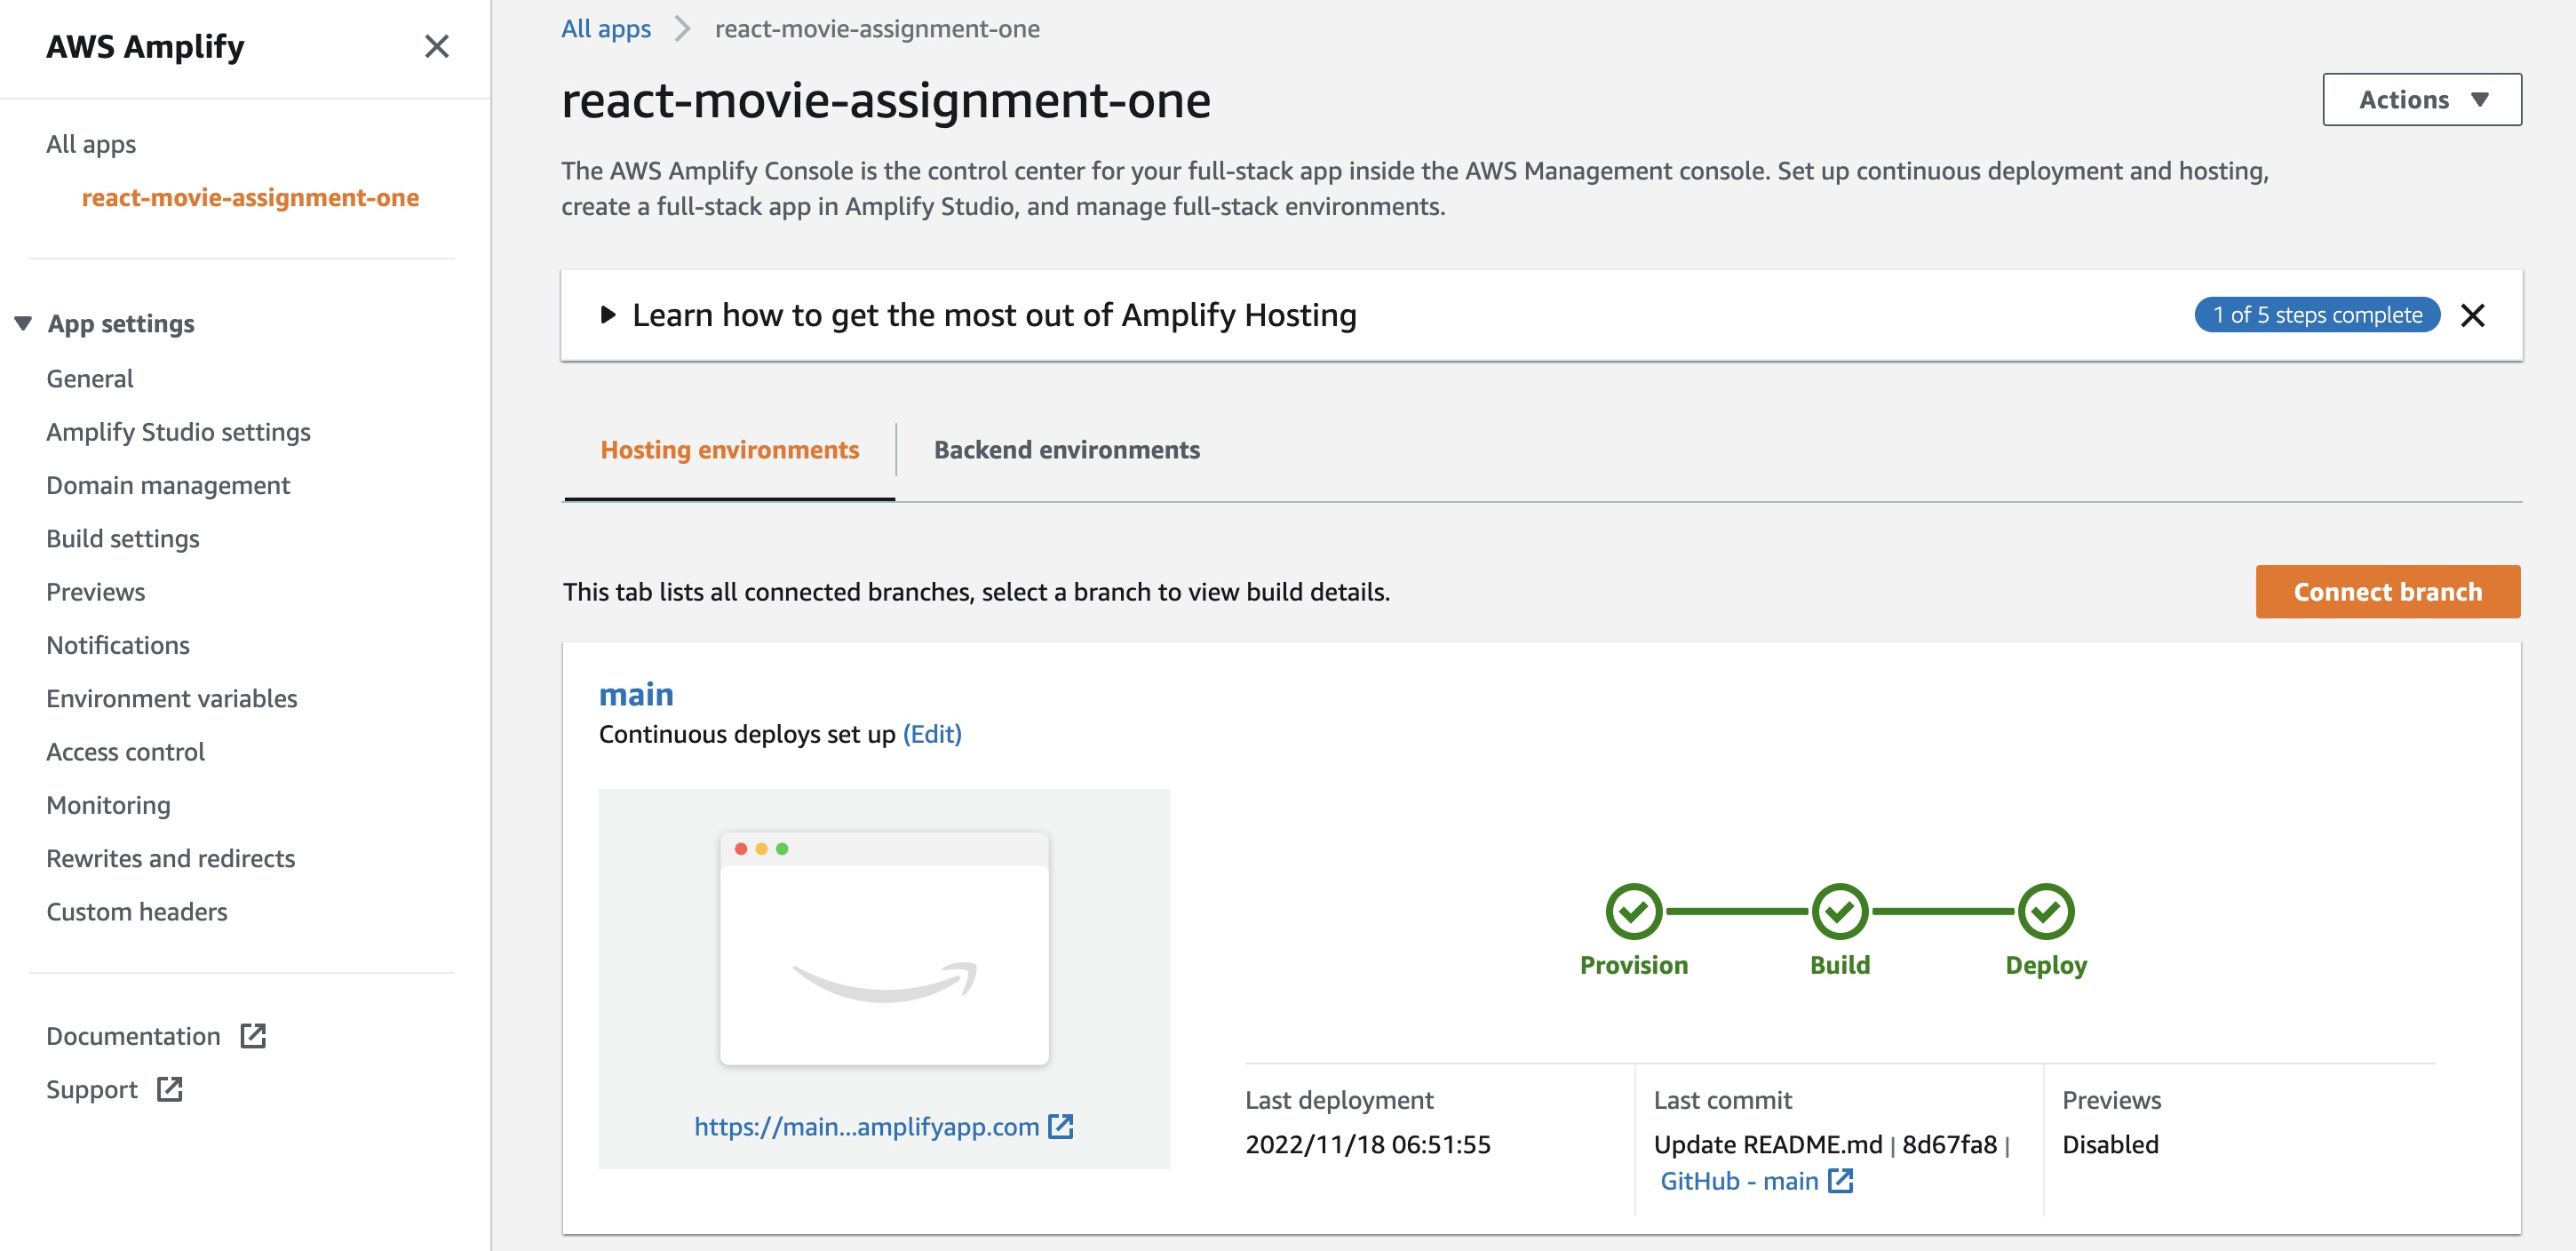 AWS Amplify
All apps
react-movie-assignment-one
App settings
General
Amplify Studio settings
Domain management
Build settings
Previews
Notifications
Environment variables
Access control
Monitoring
Rewrites and redirects
Custom headers
Documentation
Support
All apps react-movie-assignment-one
react-movie-assignment-one
Actions
The AWS Amplify Console is the control center for your full-stack app inside the AWS Management console. Set up continuous deployment and hosting,
create a full-stack app in Amplify Studio, and manage full-stack environments.
Learn how to get the most out of Amplify Hosting
1 of 5 steps complete
Hosting environments
Backend environments
This tab lists all connected branches, select a branch to view build details.
Connect branch
main
Continuous deploys set up (Edit)
https://main...amplifyapp.com
Provision
Build
Deploy
Last deployment
2022/11/18 06:51:55
Last commit
Update README.md | 8d67fa8 |
GitHub - main
Previews
Disabled